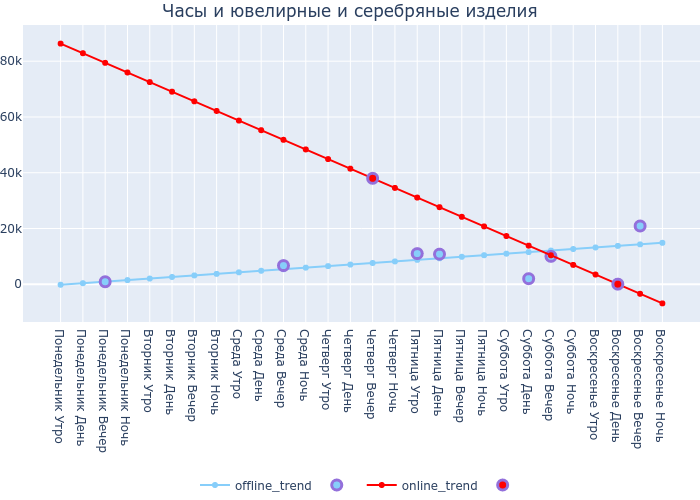 Часы и ювелирные и серебряные изделия
80k
60k
40k
20k
0
Понедельник Утро
Понедельник День
Понедельник Вечер
Понедельник Ночь
Вторник Утро
Вторник День
Вторник Вечер
Вторник Ночь
Среда Утро
Среда День
Среда Вечер
Среда Ночь
Четверг Утро
Четверг День
Четверг Вечер
Четверг Ночь
Пятница Утро
Пятница День
Пятница Вечер
Пятница Ночь
Суббота Утро
Суббота День
Суббота Вечер
Суббота Ночь
Воскресенье Утро
Воскресенье День
Воскресенье Вечер
Воскресенье Ночь
offline_trend
online_trend